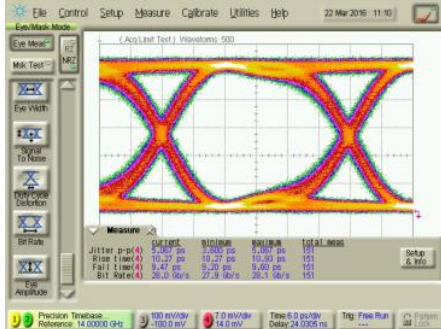 File Control Setup Measure Calibrate Utilities Help 22 Mar 2016 11:10
Eye/Mask Mode
Eye Meas
RZ
NRZ
Msk Test
( Acq Limit Test ) Waveforms: 500
Eye Width
Signal
To Noise
Duty Cycle
Distortion
Bit Rate
Eye
Amplitude
Measure
current minimum maximum total meas
Jitter p-p(4) 5.067 ps 3.600 ps 5.067 ps 151
Rise time(4) 10.27 ps 10.27 ps 10.93 ps 151
Fall time(4) 9.47 ps 9.20 ps 9.60 ps 151
Bit Rate(4) 28.0 Gb/s 27.9 Gb/s 28.1 Gb/s 151
Setup
& Info
1 2 Precision Timebase
Reference: 14.00000 GHz
3 100 mV/div
-100.0 mV
4 7.0 mV/div
14.0 mV
Time:6.0 ps/div
Delay:24.0305 ns
Trig: Free Run
Pattern